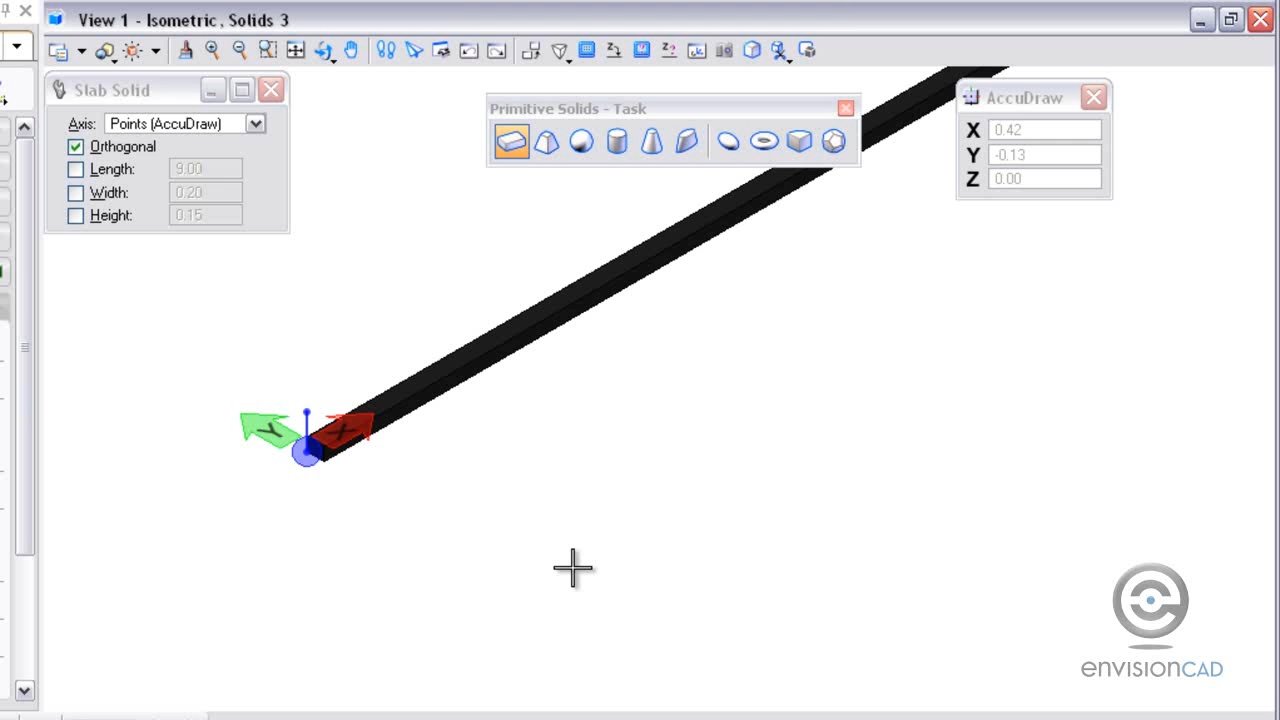 View 1 - Isometric, Solids 3
Slab Solid
Axis: Points (AccuDraw)
Orthogonal
Length: 9.00
Width: 0.20
Height: 0.15
Primitive Solids - Task
AccuDraw
X 0.42
Y -0.13
Z 0.00
Y
X
envisionCAD